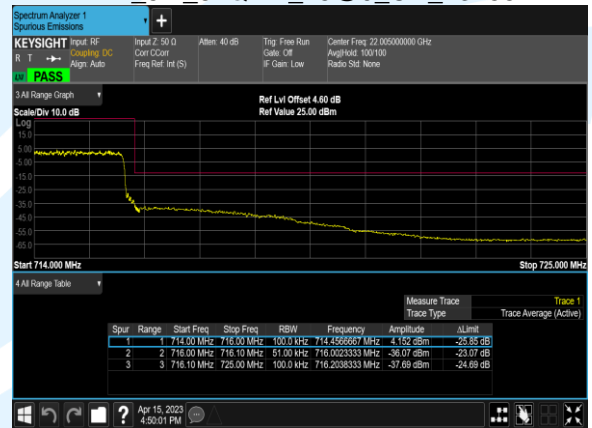 Spectrum Analyzer 1
Spurious Emissions
+
KEYSIGHT Input: RF Input Z: 50 Ω Atten: 40 dB Trig: Free Run Center Freq: 22.005000000 GHz
R T Coupling: DC Corr CCorr Gate: Off Avg|Hold: 100/100
Align: Auto Freq Ref: Int (S) IF Gain: Low Radio Std: None
LV PASS
3 All Range Graph
Ref Lvl Offset 4.60 dB
Scale/Div 10.0 dB Ref Value 25.00 dBm
Log
15.0
5.00
-5.00
-15.0
-25.0
-35.0
-45.0
-55.0
-65.0
Start 714.000 MHz Stop 725.000 MHz
4 All Range Table
Measure Trace Trace 1
Trace Type Trace Average (Active)
Spur Range Start Freq Stop Freq RBW Frequency Amplitude ΔLimit
1 1 714.00 MHz 716.00 MHz 100.0 kHz 714.4566667 MHz 4.152 dBm -25.85 dB
2 2 716.00 MHz 716.10 MHz 51.00 kHz 716.0023333 MHz -36.07 dBm -23.07 dB
3 3 716.10 MHz 725.00 MHz 100.0 kHz 716.2038333 MHz -37.69 dBm -24.69 dB
? Apr 15, 2023
4:50:01 PM